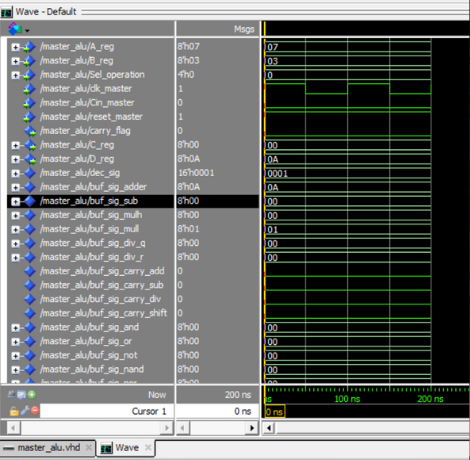 Wave - Default
Msgs
/master_alu/A_reg 8'h07 07
/master_alu/B_reg 8'h03 03
/master_alu/Sel_operation 4'h0 0
/master_alu/clk_master 1
/master_alu/Cin_master 0
/master_alu/reset_master 1
/master_alu/carry_flag 0
/master_alu/C_reg 8'h00 00
/master_alu/D_reg 8'h0A 0A
/master_alu/dec_sig 16'h0001 0001
/master_alu/buf_sig_adder 8'h0A 0A
/master_alu/buf_sig_sub 8'h00 00
/master_alu/buf_sig_mulh 8'h00 00
/master_alu/buf_sig_mull 8'h01 01
/master_alu/buf_sig_div_q 8'h00 00
/master_alu/buf_sig_div_r 8'h00 00
/master_alu/buf_sig_carry_add 0
/master_alu/buf_sig_carry_sub 0
/master_alu/buf_sig_carry_div 0
/master_alu/buf_sig_carry_shift 0
/master_alu/buf_sig_and 8'h00 00
/master_alu/buf_sig_or 8'h00 00
/master_alu/buf_sig_not 8'h00 00
/master_alu/buf_sig_nand 8'h00 00
/master_alu/buf_sig_nor 8'h00 00
Now 200 ns ns 100 ns 200 ns
Cursor 1 0 ns 0 ns
master_alu.vhd Wave